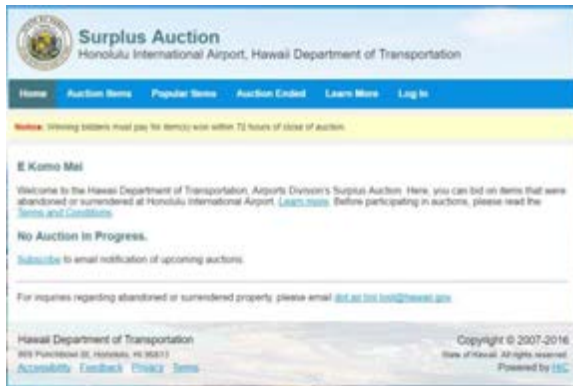 Surplus Auction
Honolulu International Airport, Hawaii Department of Transportation
Home Auction Items Popular Items Auction Ended Learn More Log In
Notice: Winning bidders must pay for item(s) won within 72 hours of close of auction.
E Komo Mai
Welcome to the Hawaii Department of Transportation, Airports Division's Surplus Auction. Here, you can bid on items that were
abandoned or surrendered at Honolulu International Airport. Learn more. Before participating in auctions, please read the
Terms and Conditions.
No Auction in Progress.
Subscribe to email notification of upcoming auctions.
For inquiries regarding abandoned or surrendered property, please email
Hawaii Department of Transportation
869 Punchbowl St, Honolulu, HI 96813
Accessibility Feedback Privacy Terms
Copyright © 2007-2016
State of Hawaii. All rights reserved.
Powered by HIC